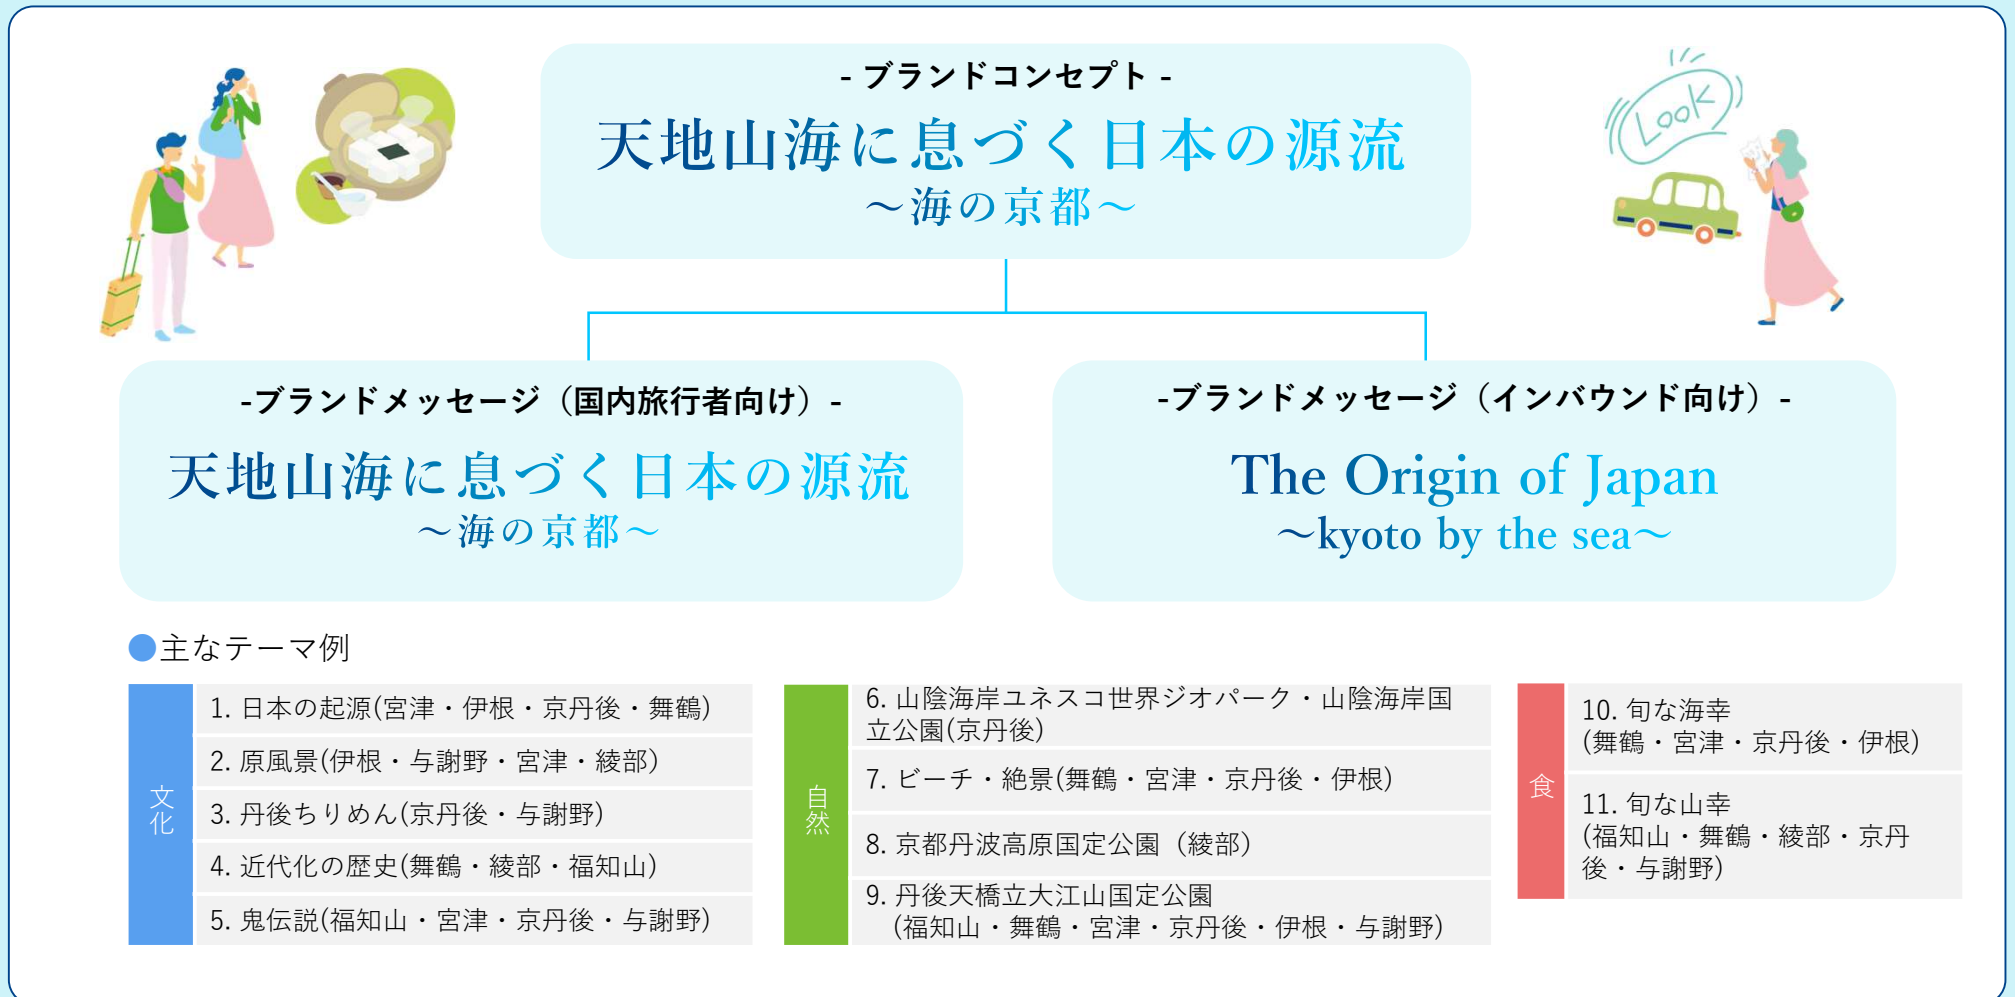 - ブランドコンセプト -
天地山海に息づく日本の源流
～海の京都～
Look
-ブランドメッセージ（国内旅行者向け）-
天地山海に息づく日本の源流
～海の京都～
-ブランドメッセージ（インバウンド向け）-
The Origin of Japan
～kyoto by the sea～
●主なテーマ例
文化
1. 日本の起源(宮津・伊根・京丹後・舞鶴)
2. 原風景(伊根・与謝野・宮津・綾部)
3. 丹後ちりめん(京丹後・与謝野)
4. 近代化の歴史(舞鶴・綾部・福知山)
5. 鬼伝説(福知山・宮津・京丹後・与謝野)
自然
6. 山陰海岸ユネスコ世界ジオパーク・山陰海岸国
立公園(京丹後)
7. ビーチ・絶景(舞鶴・宮津・京丹後・伊根)
8. 京都丹波高原国定公園（綾部）
9. 丹後天橋立大江山国定公園
(福知山・舞鶴・宮津・京丹後・伊根・与謝野)
食
10. 旬な海幸
(舞鶴・宮津・京丹後・伊根)
11. 旬な山幸
(福知山・舞鶴・綾部・京丹
後・与謝野)